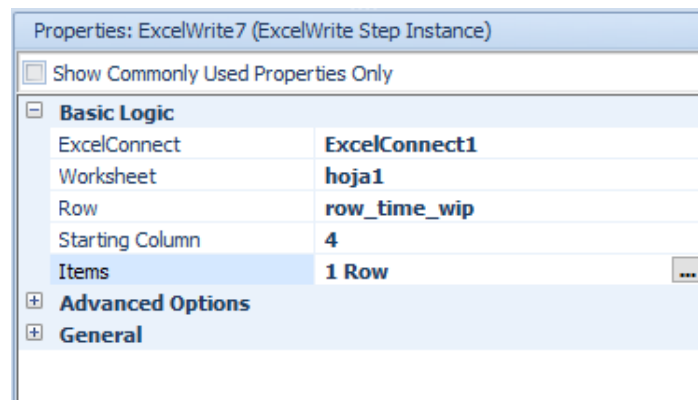 Properties: ExcelWrite7 (ExcelWrite Step Instance)
Show Commonly Used Properties Only
Basic Logic
ExcelConnect ExcelConnect1
Worksheet hoja1
Row row_time_wip
Starting Column 4
Items 1 Row ...
Advanced Options
General